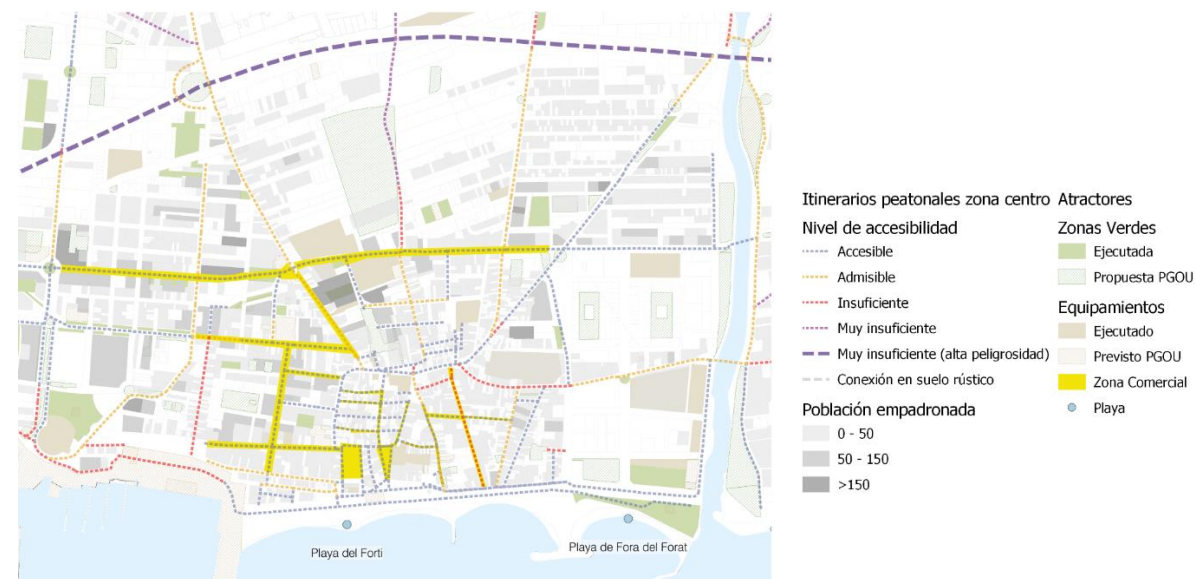 Itinerarios peatonales zona centro
Nivel de accesibilidad
Accesible
Admisible
Insuficiente
Muy insuficiente
Muy insuficiente (alta peligrosidad)
Conexión en suelo rústico
Población empadronada
0 - 50
50 - 150
>150
Atractores
Zonas Verdes
Ejecutada
Propuesta PGOU
Equipamientos
Ejecutado
Previsto PGOU
Zona Comercial
Playa
Playa del Forti
Playa de Fora del Forat